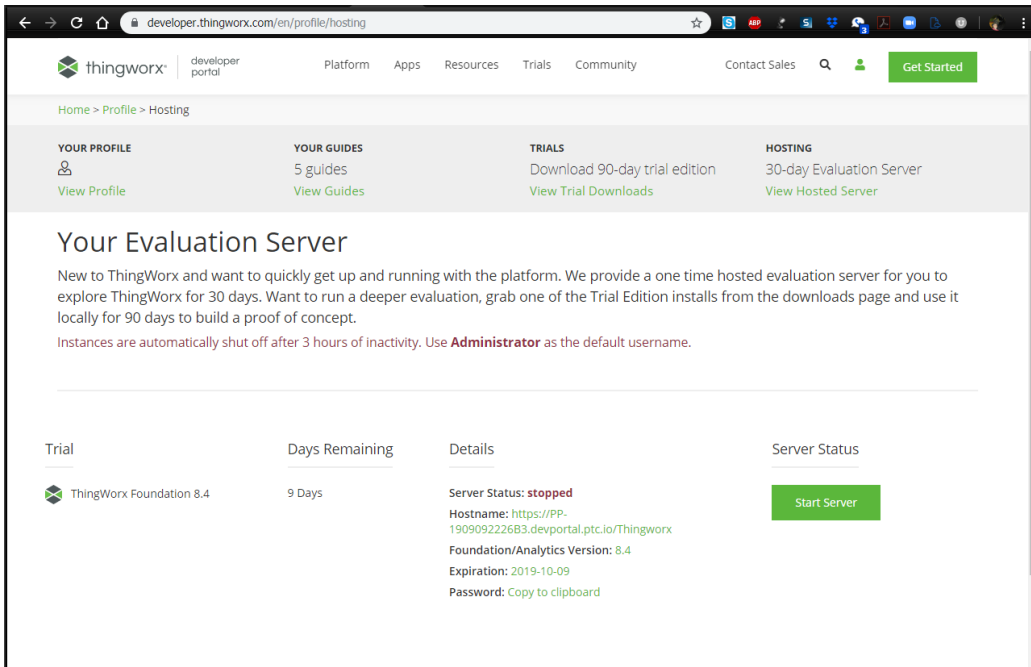 developer.thingworx.com/en/profile/hosting
thingworx developer portal
Platform Apps Resources Trials Community Contact Sales Get Started
Home > Profile > Hosting
YOUR PROFILE
View Profile
YOUR GUIDES
5 guides
View Guides
TRIALS
Download 90-day trial edition
View Trial Downloads
HOSTING
30-day Evaluation Server
View Hosted Server
Your Evaluation Server
New to ThingWorx and want to quickly get up and running with the platform. We provide a one time hosted evaluation server for you to
explore ThingWorx for 30 days. Want to run a deeper evaluation, grab one of the Trial Edition installs from the downloads page and use it
locally for 90 days to build a proof of concept.
Instances are automatically shut off after 3 hours of inactivity. Use Administrator as the default username.
Trial Days Remaining Details Server Status
ThingWorx Foundation 8.4
9 Days
Server Status: stopped
Hostname: https://PP-
1909092226B3.devportal.ptc.io/Thingworx
Foundation/Analytics Version: 8.4
Expiration: 2019-10-09
Password: Copy to clipboard
Start Server